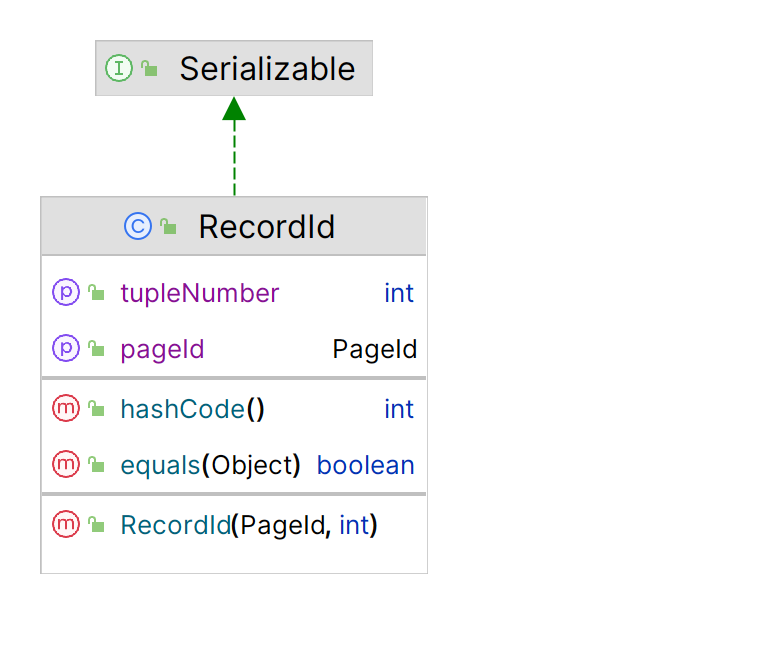 I Serializable
C RecordId
p tupleNumber int
p pageId PageId
m hashCode() int
m equals(Object) boolean
m RecordId(PageId, int)